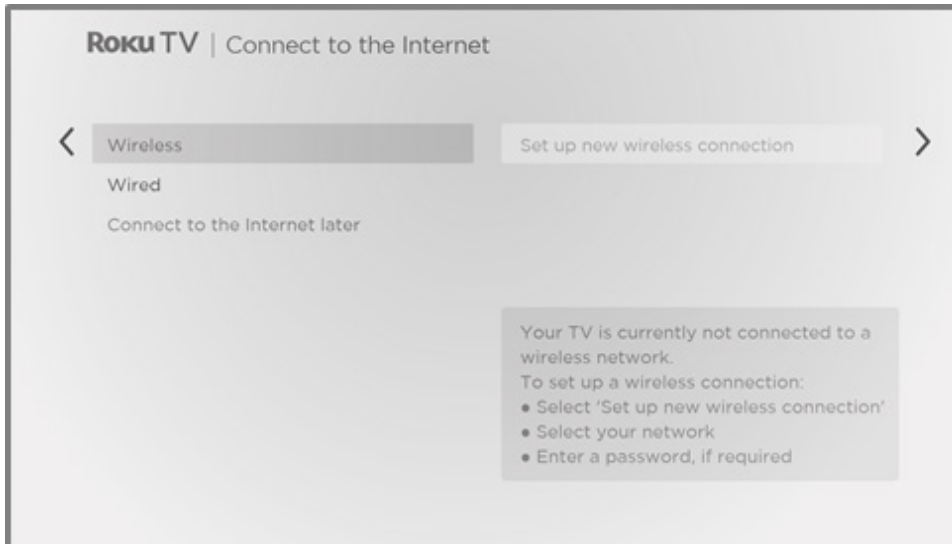 Roku TV | Connect to the Internet
Wireless
Set up new wireless connection
Wired
Connect to the Internet later
Your TV is currently not connected to a
wireless network.
To set up a wireless connection:
● Select 'Set up new wireless connection'
● Select your network
● Enter a password, if required